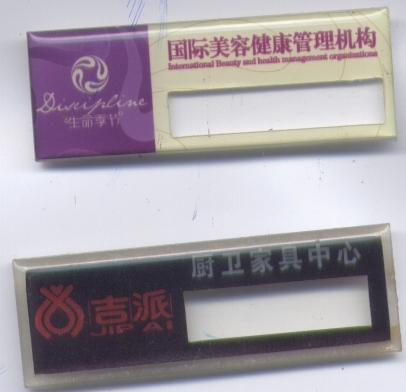 国际美容健康管理机构
International Beauty and health management organisations
Discipline
生命季节
厨卫家具中心
吉派
JIP AI